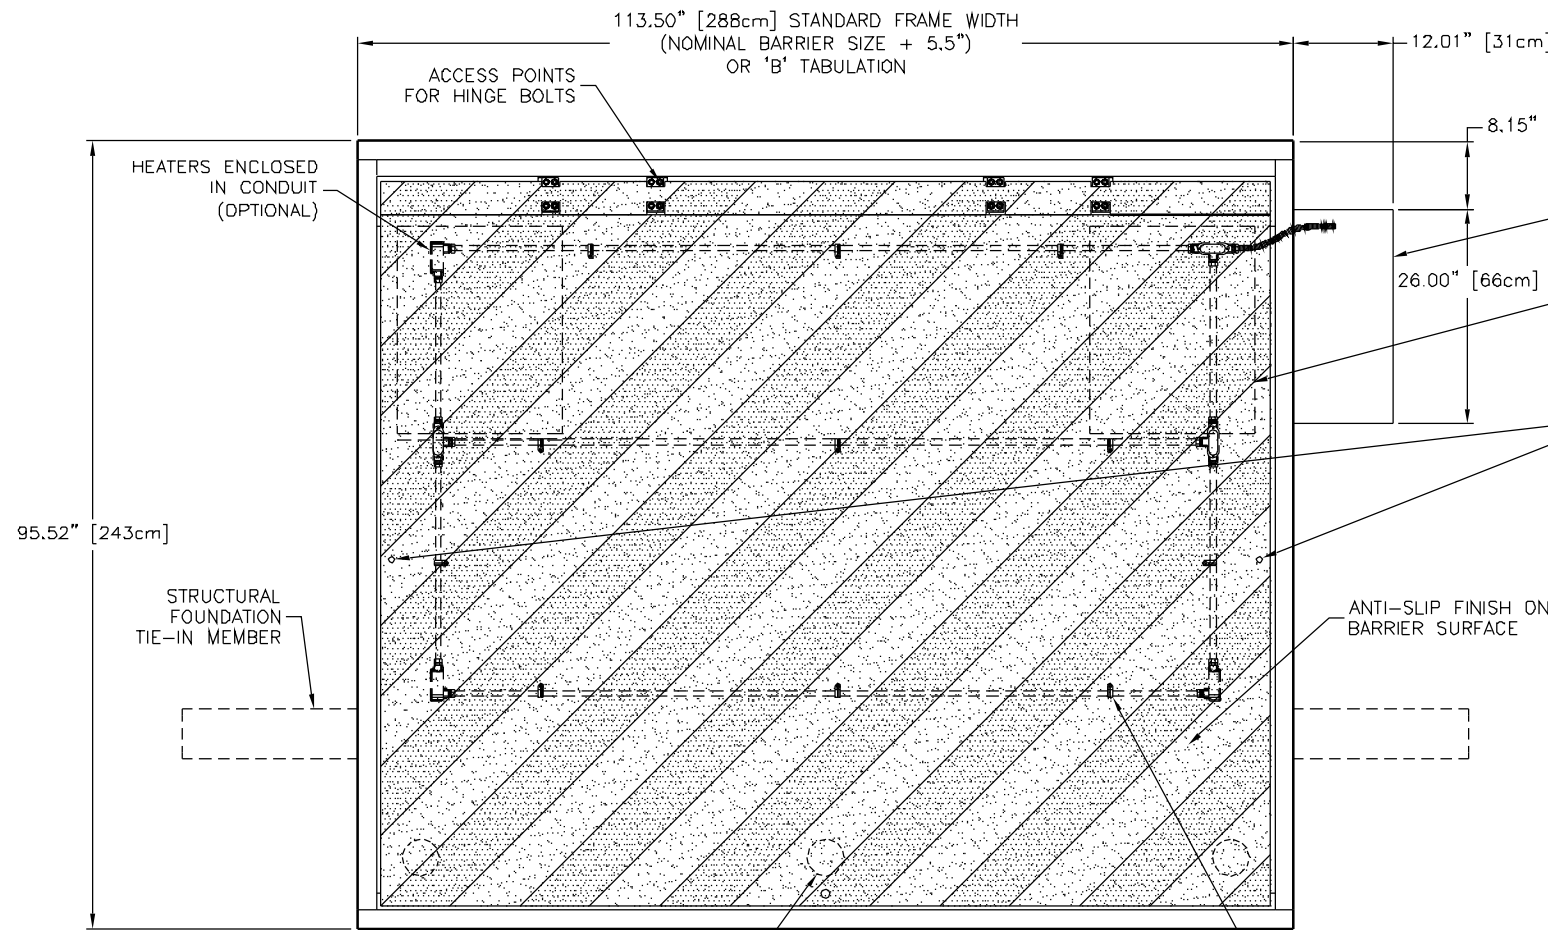 113.50" [288cm] STANDARD FRAME WIDTH
(NOMINAL BARRIER SIZE + 5.5")
OR 'B' TABULATION
12.01" [31cm]
ACCESS POINTS
FOR HINGE BOLTS
8.15"
HEATERS ENCLOSED
IN CONDUIT
(OPTIONAL)
26.00" [66cm]
95.52" [243cm]
STRUCTURAL
FOUNDATION
TIE-IN MEMBER
ANTI-SLIP FINISH ON
BARRIER SURFACE